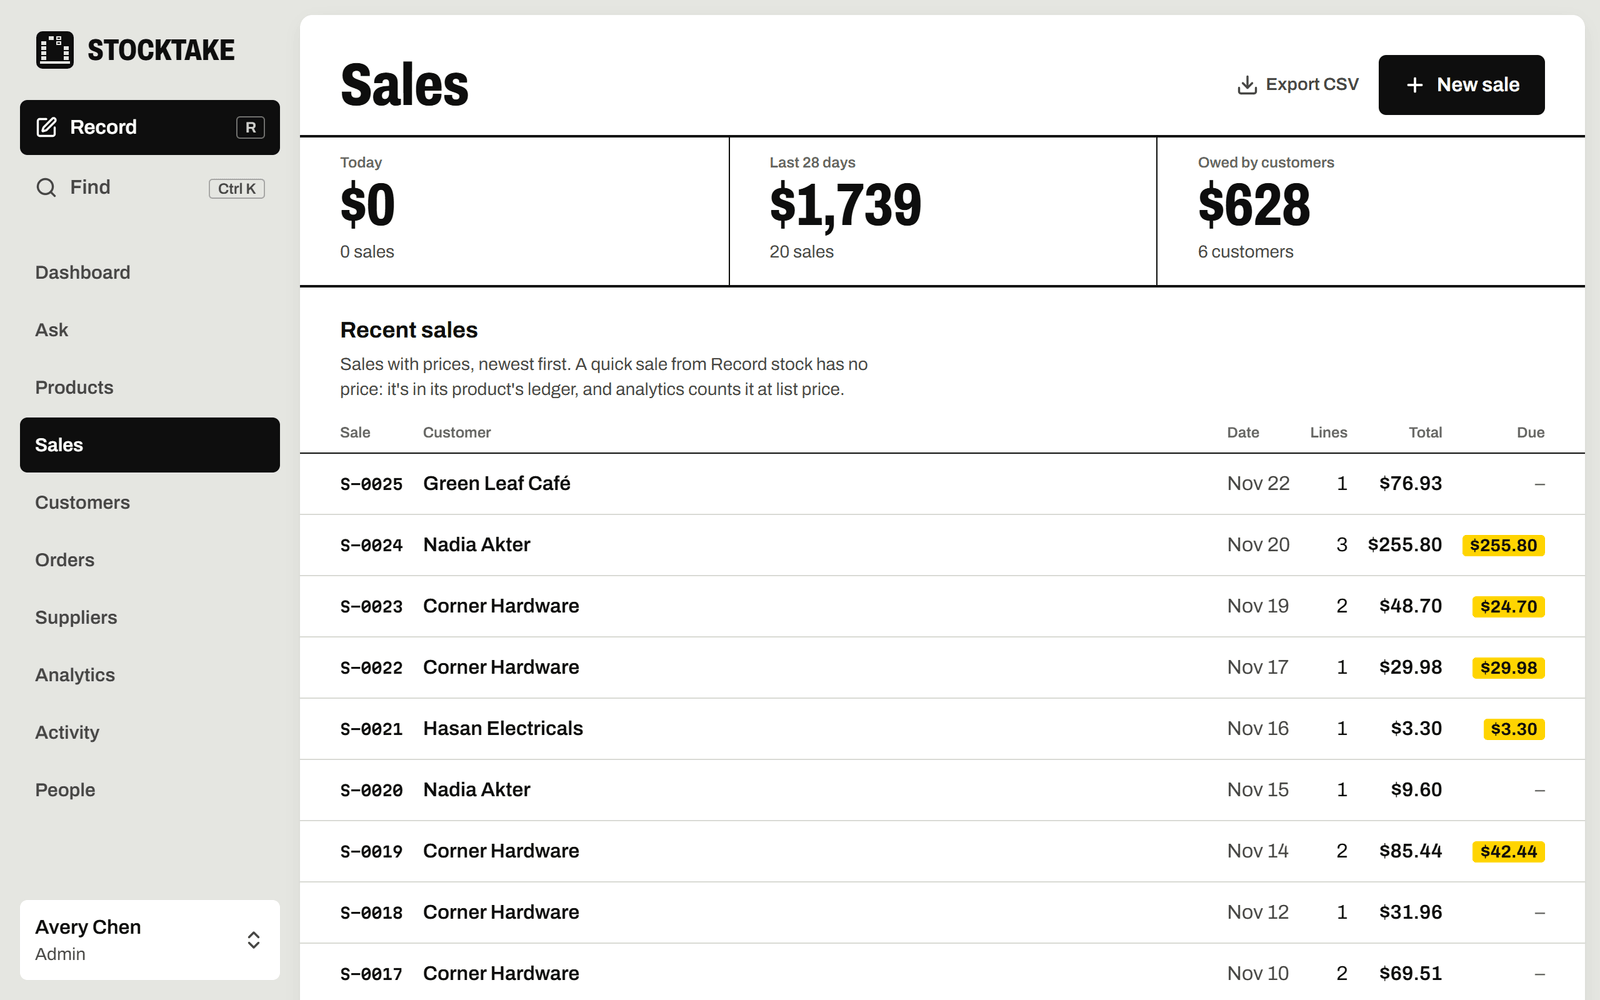 STOCKTAKE
Record R
Find Ctrl K
Dashboard
Ask
Products
Sales
Customers
Orders
Suppliers
Analytics
Activity
People
Avery Chen
Admin
Sales
Export CSV
New sale
Today
$0
0 sales
Last 28 days
$1,739
20 sales
Owed by customers
$628
6 customers
Recent sales
Sales with prices, newest first. A quick sale from Record stock has no
price: it's in its product's ledger, and analytics counts it at list price.
Sale Customer Date Lines Total Due
S-0025 Green Leaf Café Nov 22 1 $76.93 –
S-0024 Nadia Akter Nov 20 3 $255.80 $255.80
S-0023 Corner Hardware Nov 19 2 $48.70 $24.70
S-0022 Corner Hardware Nov 17 1 $29.98 $29.98
S-0021 Hasan Electricals Nov 16 1 $3.30 $3.30
S-0020 Nadia Akter Nov 15 1 $9.60 –
S-0019 Corner Hardware Nov 14 2 $85.44 $42.44
S-0018 Corner Hardware Nov 12 1 $31.96 –
S-0017 Corner Hardware Nov 10 2 $69.51 –